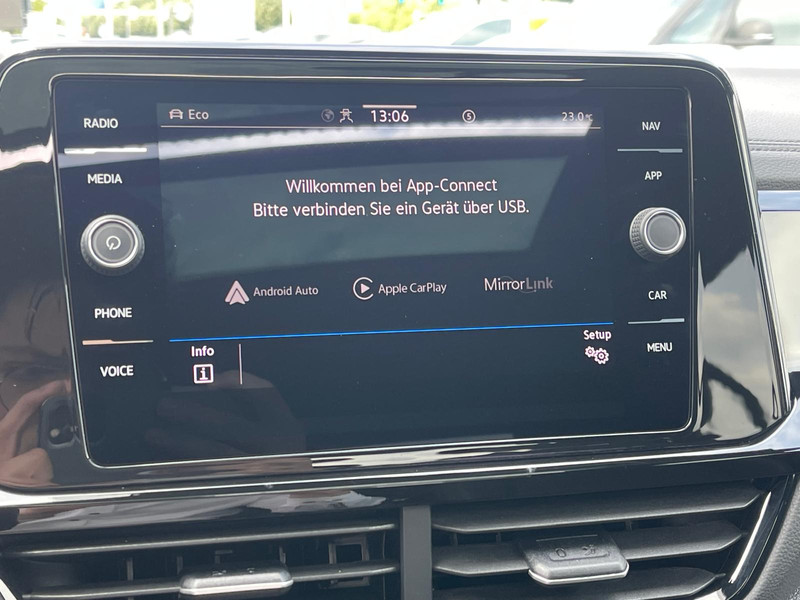 RADIO
MEDIA
PHONE
VOICE
Eco
13:06
S
23.0°C
Willkommen bei App-Connect
Bitte verbinden Sie ein Gerät über USB.
Android Auto
Apple CarPlay
MirrorLink
Info
i
Setup
NAV
APP
CAR
MENU